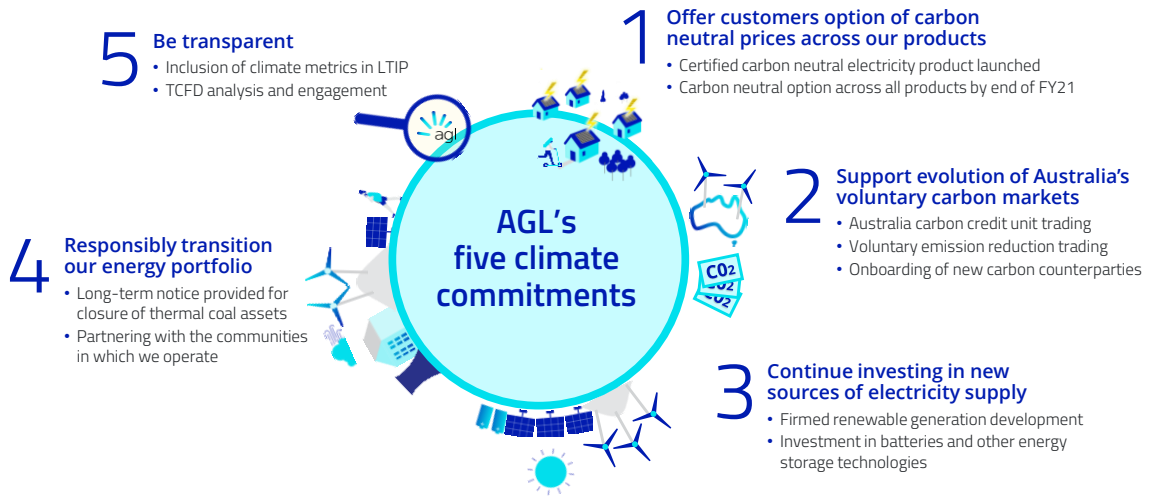 1
Offer customers option of carbon
neutral prices across our products
• Certified carbon neutral electricity product launched
• Carbon neutral option across all products by end of FY21
2
Support evolution of Australia’s
voluntary carbon markets
• Australia carbon credit unit trading
• Voluntary emission reduction trading
• Onboarding of new carbon counterparties
3
Continue investing in new
sources of electricity supply
• Firmed renewable generation development
• Investment in batteries and other energy
storage technologies
4
Responsibly transition
our energy portfolio
• Long-term notice provided for
closure of thermal coal assets
• Partnering with the communities
in which we operate
5
Be transparent
• Inclusion of climate metrics in LTIP
• TCFD analysis and engagement
agl
AGL’s
five climate
commitments
CO2
CO2
CO2